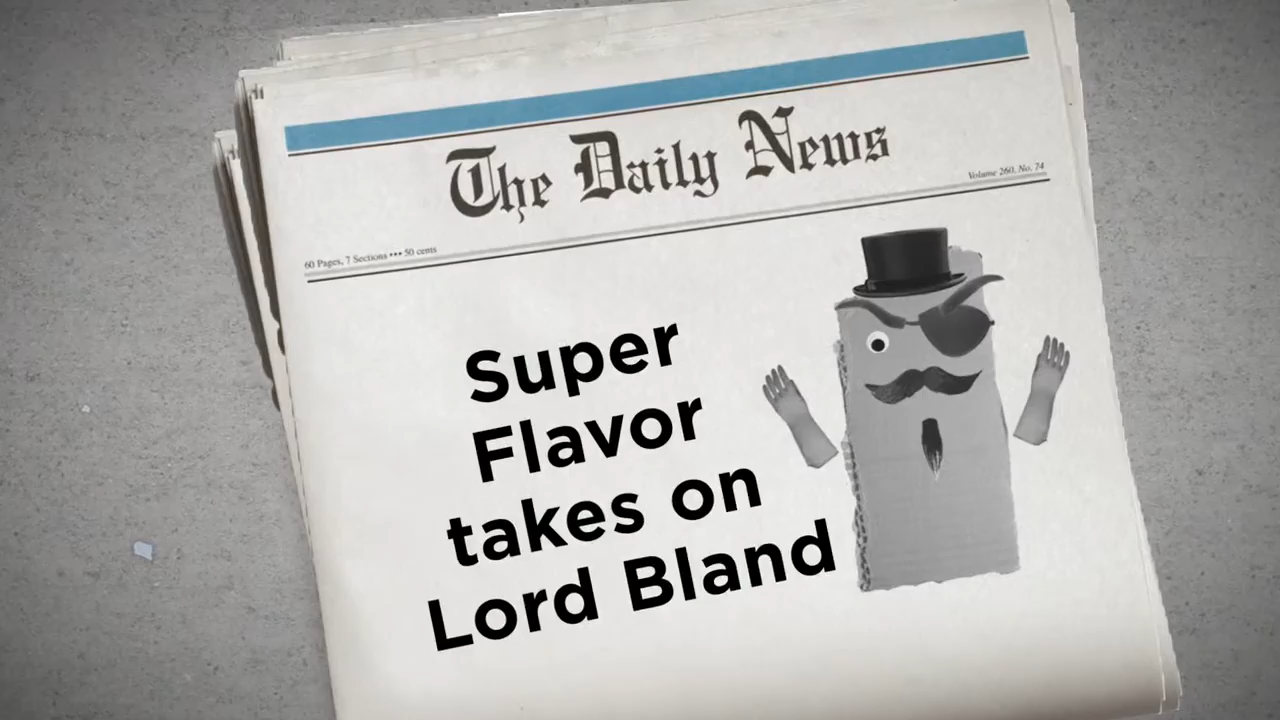 The Daily News
Volume 260, No. 74
60 Pages, 7 Sections ••• 50 cents
Super
Flavor
takes on
Lord Bland